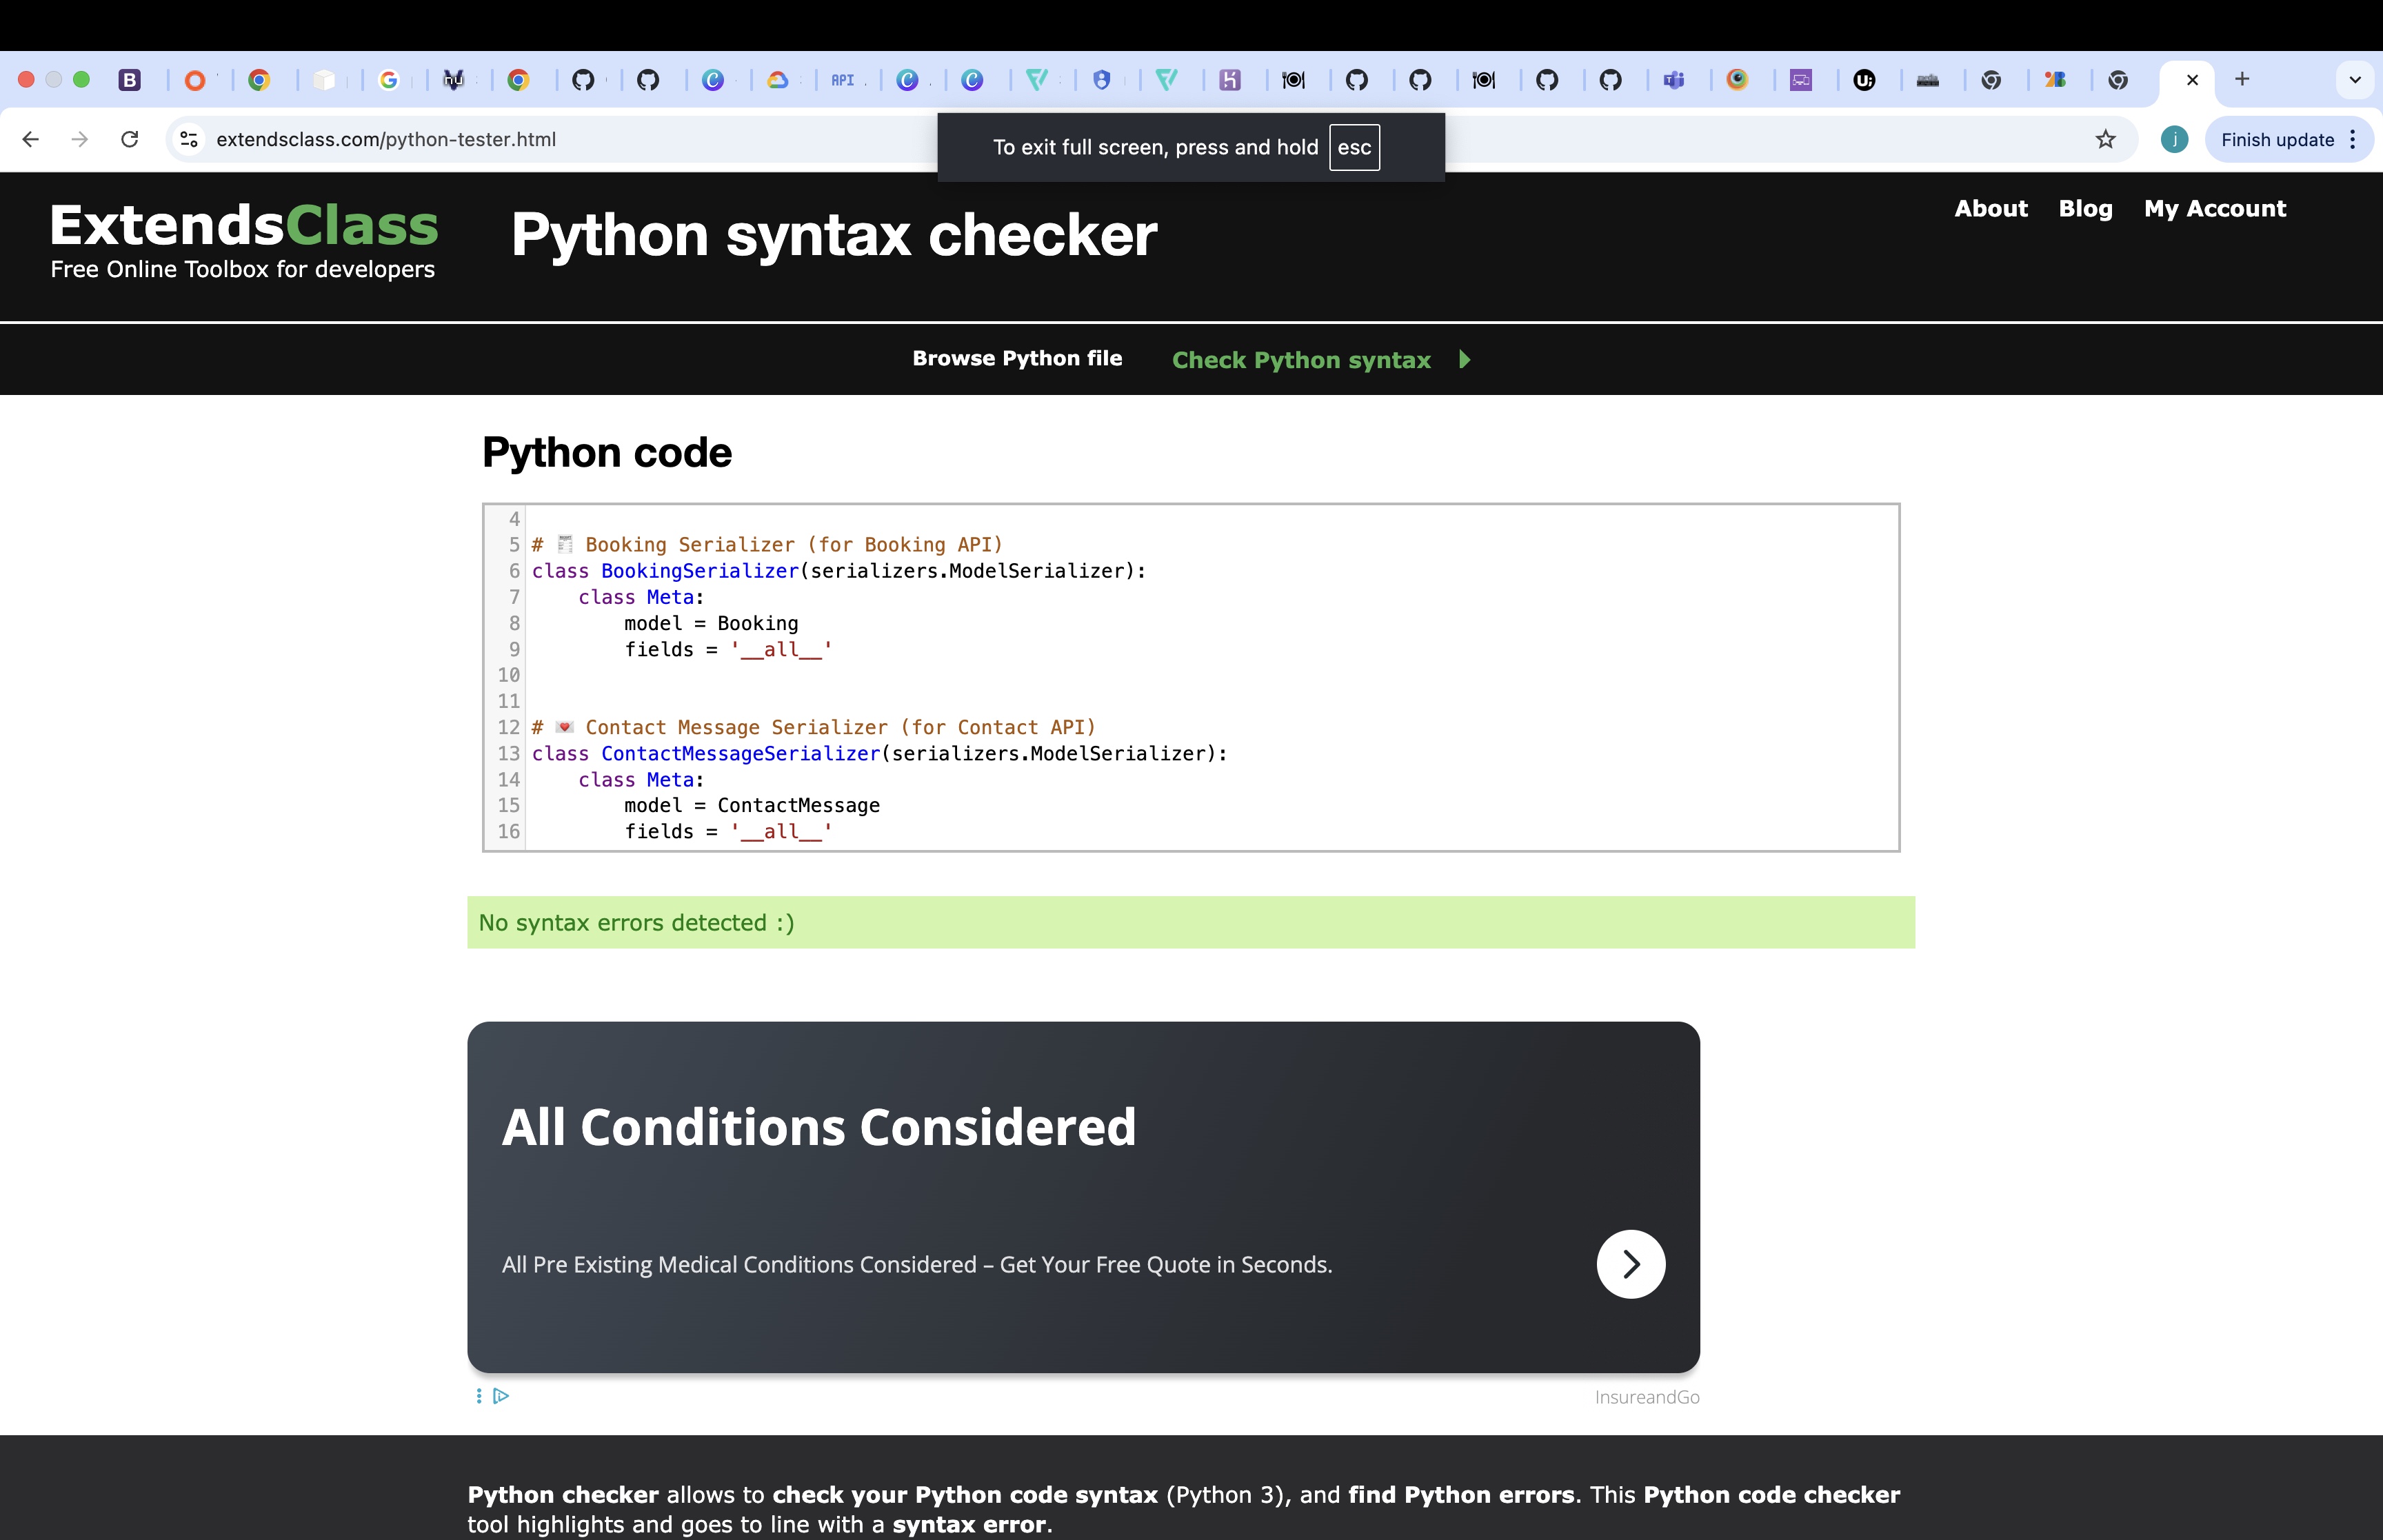 API
extendsclass.com/python-tester.html
To exit full screen, press and hold esc
j
Finish update
ExtendsClass
Free Online Toolbox for developers
Python syntax checker
About Blog My Account
Browse Python file Check Python syntax
Python code
4
5 # Booking Serializer (for Booking API)
6 class BookingSerializer(serializers.ModelSerializer):
7 class Meta:
8 model = Booking
9 fields = '__all__'
10
11
12 # 💌 Contact Message Serializer (for Contact API)
13 class ContactMessageSerializer(serializers.ModelSerializer):
14 class Meta:
15 model = ContactMessage
16 fields = '__all__'
No syntax errors detected :)
All Conditions Considered
All Pre Existing Medical Conditions Considered – Get Your Free Quote in Seconds.
InsureandGo
Python checker allows to check your Python code syntax (Python 3), and find Python errors. This Python code checker
tool highlights and goes to line with a syntax error.